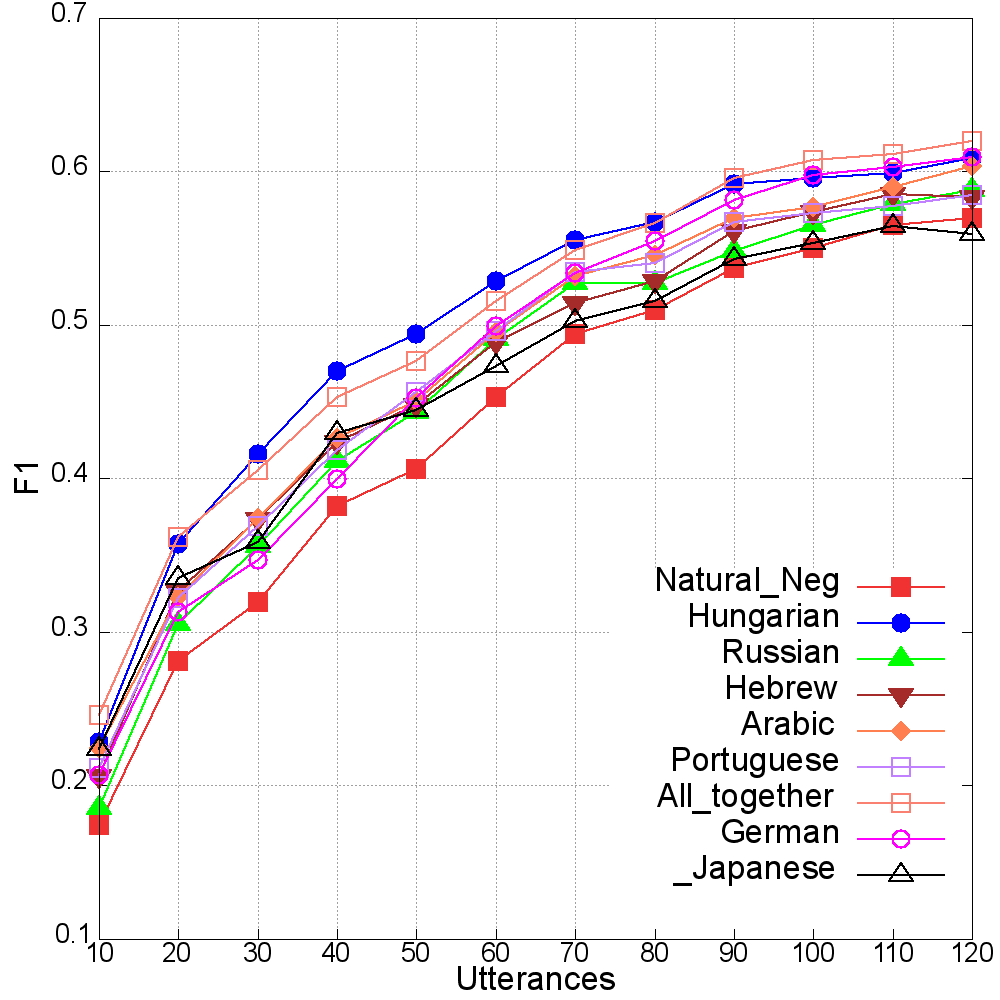 0.7
0.6
0.5
0.4
0.3
0.2
0.1
F1
Natural_Neg
Hungarian
Russian
Hebrew
Arabic
Portuguese
All_together
German
_Japanese
10 20 30 40 50 60 70 80 90 100 110 120
Utterances